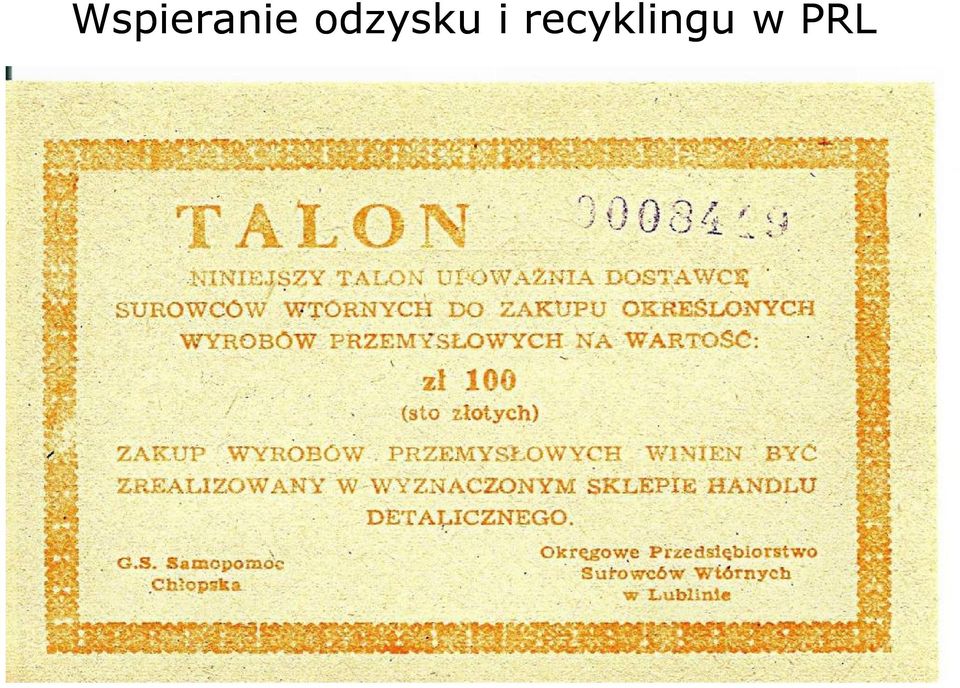 Wspieranie odzysku i recyklingu w PRL
TALON
NINIEJSZY TALON UPOWAŻNIA DOSTAWCĘ
SUROWCÓW WTÓRNYCH DO ZAKUPU OKREŚLONYCH
WYROBÓW PRZEMYSŁOWYCH NA WARTOŚĆ:
zł 100
(sto złotych)
ZAKUP WYROBÓW PRZEMYSŁOWYCH WINIEN BYĆ
ZREALIZOWANY W WYZNACZONYM SKLEPIE HANDLU
DETALICZNEGO.
G.S. Samopomoc
Chłopska
Okręgowe Przedsiębiorstwo
Surowców Wtórnych
w Lublinie